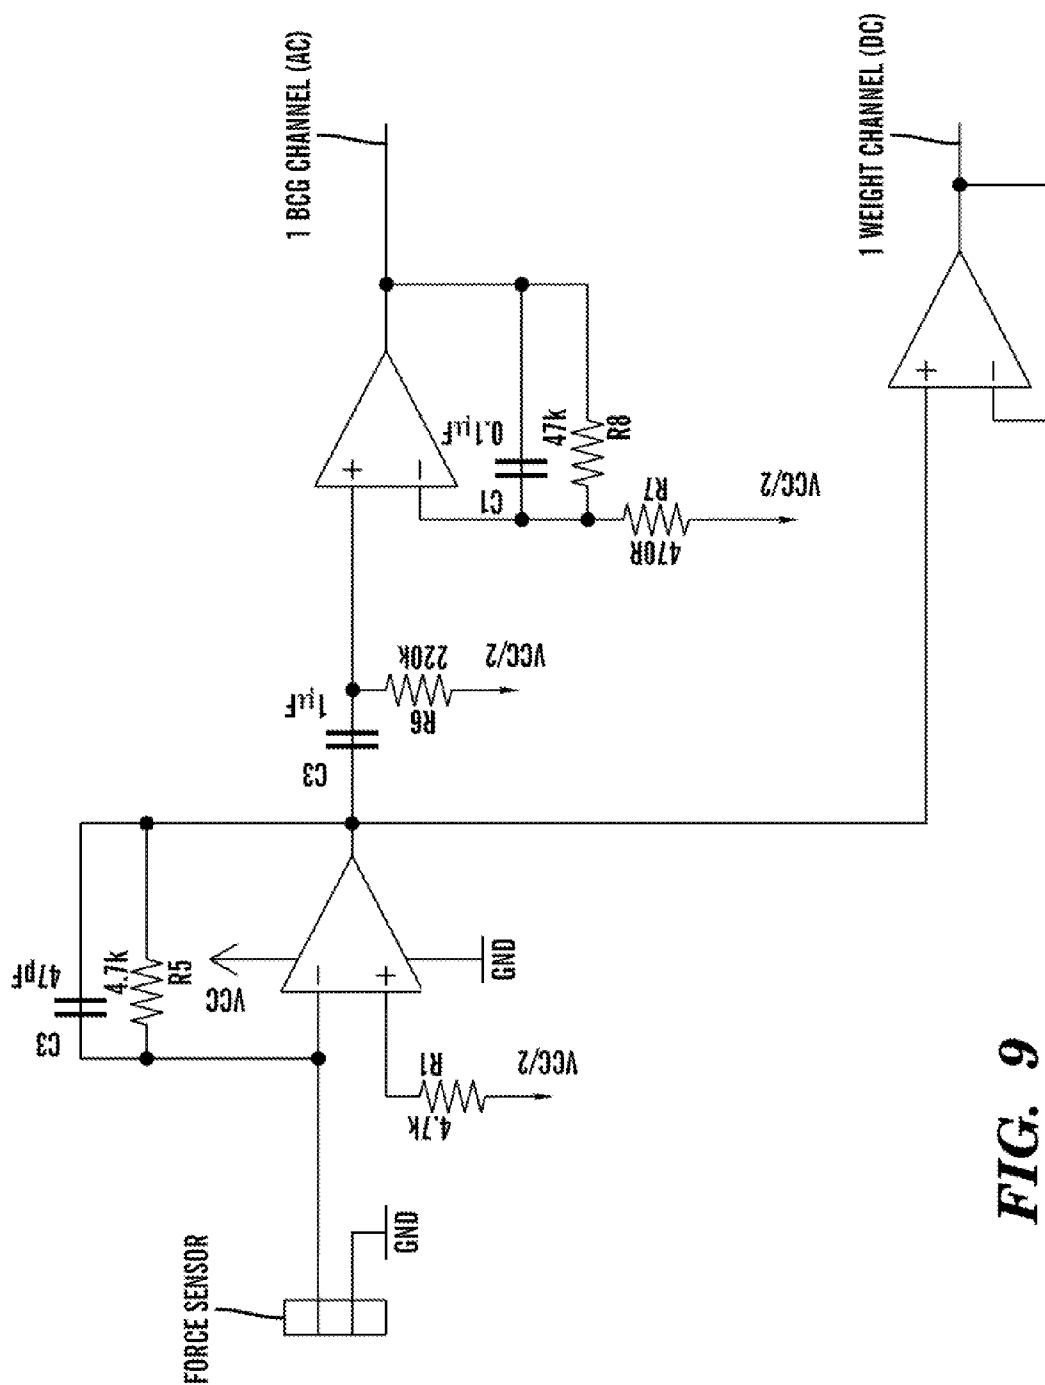 FORCE SENSOR
GND
C3
47pF
4.7k
R5
VCC
GND
R1
4.7k
VCC/2
C3
1µF
R6
220k
VCC/2
+
−
+
−
C1
0.1µF
47k
R8
R7
470R
VCC/2
1 BCG CHANNEL (AC)
+
−
1 WEIGHT CHANNEL (DC)
FIG. 9